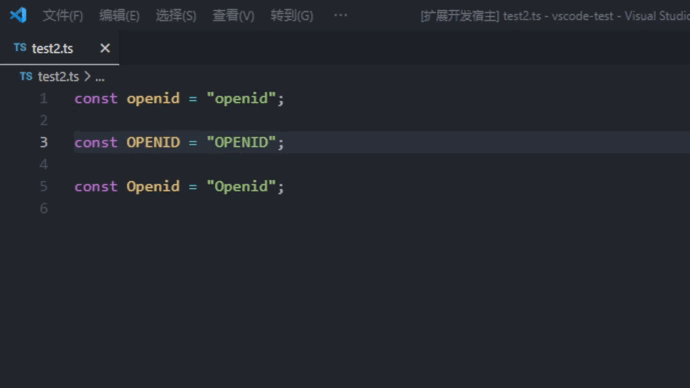 文件(F) 编辑(E) 选择(S) 查看(V) 转到(G) ··· [扩展开发宿主] test2.ts - vscode-test - Visual Studio
TS test2.ts ×
TS test2.ts > ...
1 const openid = "openid";
2
3 const OPENID = "OPENID";
4
5 const Openid = "Openid";
6